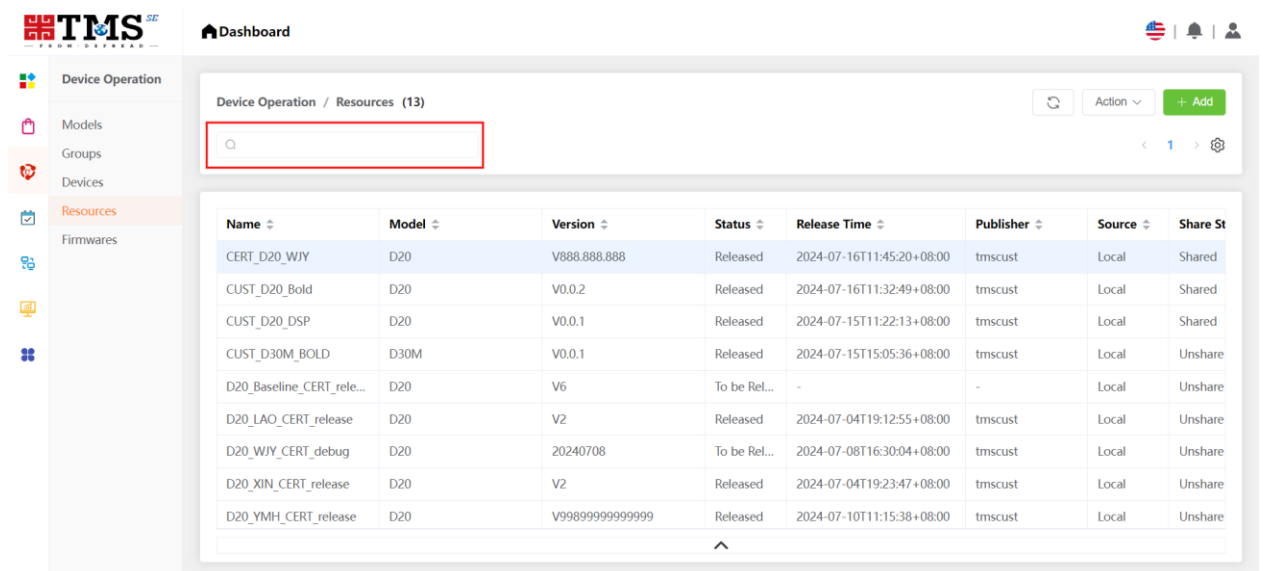 TMS SE
Dashboard
— FROM · DSPREAD —
Device Operation
Models
Groups
Devices
Resources
Firmwares
Device Operation / Resources (13)
Action
+ Add
< 1 >
Name Model Version Status Release Time Publisher Source Share St
CERT_D20_WJY D20 V888.888.888 Released 2024-07-16T11:45:20+08:00 tmscust Local Shared
CUST_D20_Bold D20 V0.0.2 Released 2024-07-16T11:32:49+08:00 tmscust Local Shared
CUST_D20_DSP D20 V0.0.1 Released 2024-07-15T11:22:13+08:00 tmscust Local Shared
CUST_D30M_BOLD D30M V0.0.1 Released 2024-07-15T15:05:36+08:00 tmscust Local Unshare
D20_Baseline_CERT_rele... D20 V6 To be Rel... - - Local Unshare
D20_LAO_CERT_release D20 V2 Released 2024-07-04T19:12:55+08:00 tmscust Local Unshare
D20_WJY_CERT_debug D20 20240708 To be Rel... 2024-07-08T16:30:04+08:00 tmscust Local Unshare
D20_XIN_CERT_release D20 V2 Released 2024-07-04T19:23:47+08:00 tmscust Local Unshare
D20_YMH_CERT_release D20 V99899999999999 Released 2024-07-10T11:15:38+08:00 tmscust Local Unshare